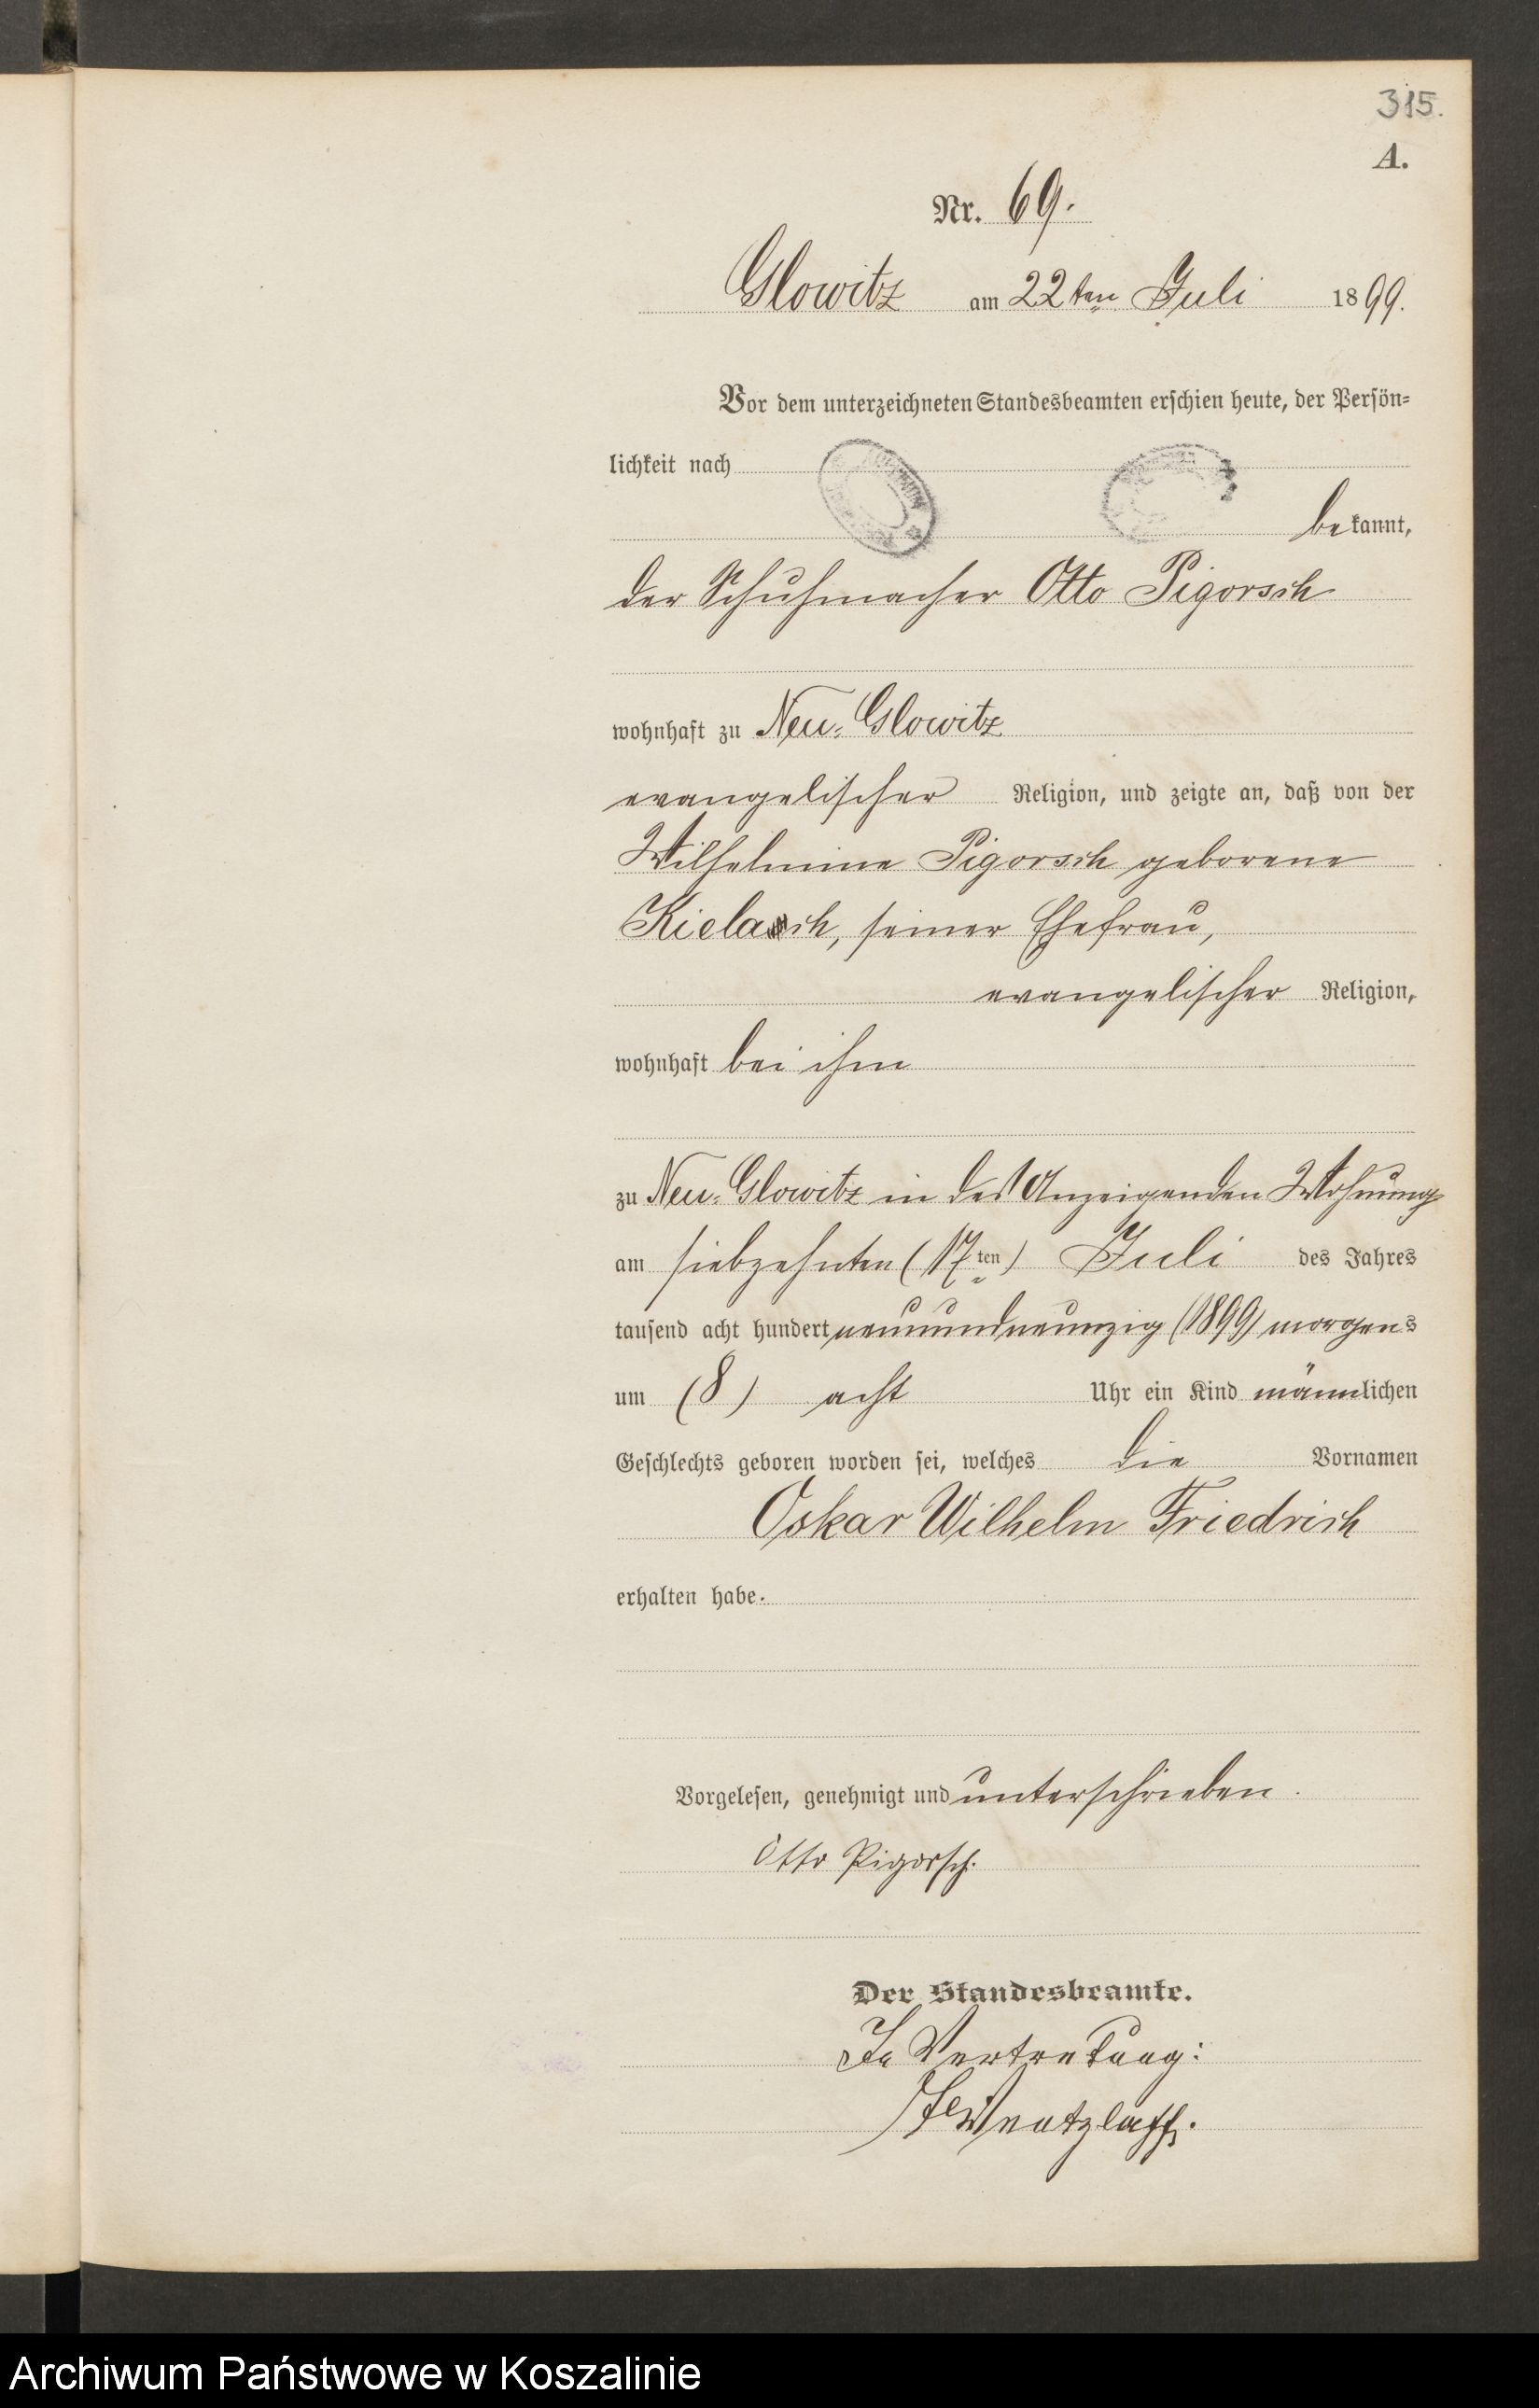 315.
A.
Nr. 69.
Glowitz am 22ten Juli 1899.
Vor dem unterzeichneten Standesbeamten erschien heute, der Persön=
lichkeit nach
bekannt,
der Schuhmacher Otto Pigorsch
wohnhaft zu Neu-Glowitz
evangelischer Religion, und zeigte an, daß von der
Wilhelmine Pigorsch geborene
Kielasch, seiner Ehefrau,
evangelischer Religion,
wohnhaft bei ihm
zu Neu-Glowitz in des Anzeigenden Wohnung
am siebzehnten (17ten) Juli des Jahres
tausend acht hundert neunundneunzig (1899) morgens
um (8) acht Uhr ein Kind männlichen
Geschlechts geboren worden sei, welches die Vornamen
Oskar Wilhelm Friedrich
erhalten habe.
Vorgelesen, genehmigt und unterschrieben.
Otto Pigorsch.
Der Standesbeamte.
In Vertretung:
Wentzlaff.
Archiwum Państwowe w Koszalinie